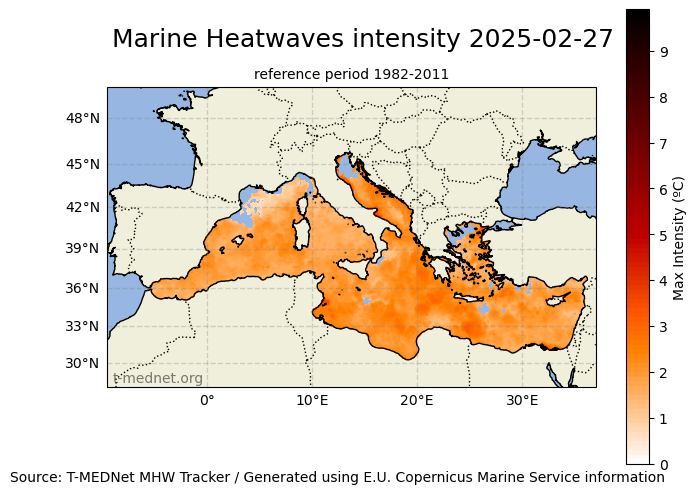 Marine Heatwaves intensity 2025-02-27
reference period 1982-2011
48°N
45°N
42°N
39°N
36°N
33°N
30°N
t-mednet.org
0°
10°E
20°E
30°E
9
8
7
6
5
4
3
2
1
0
Max Intensity (ºC)
Source: T-MEDNet MHW Tracker / Generated using E.U. Copernicus Marine Service information